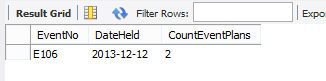 Result Grid Filter Rows: Expo
EventNo DateHeld CountEventPlans
E106 2013-12-12 2